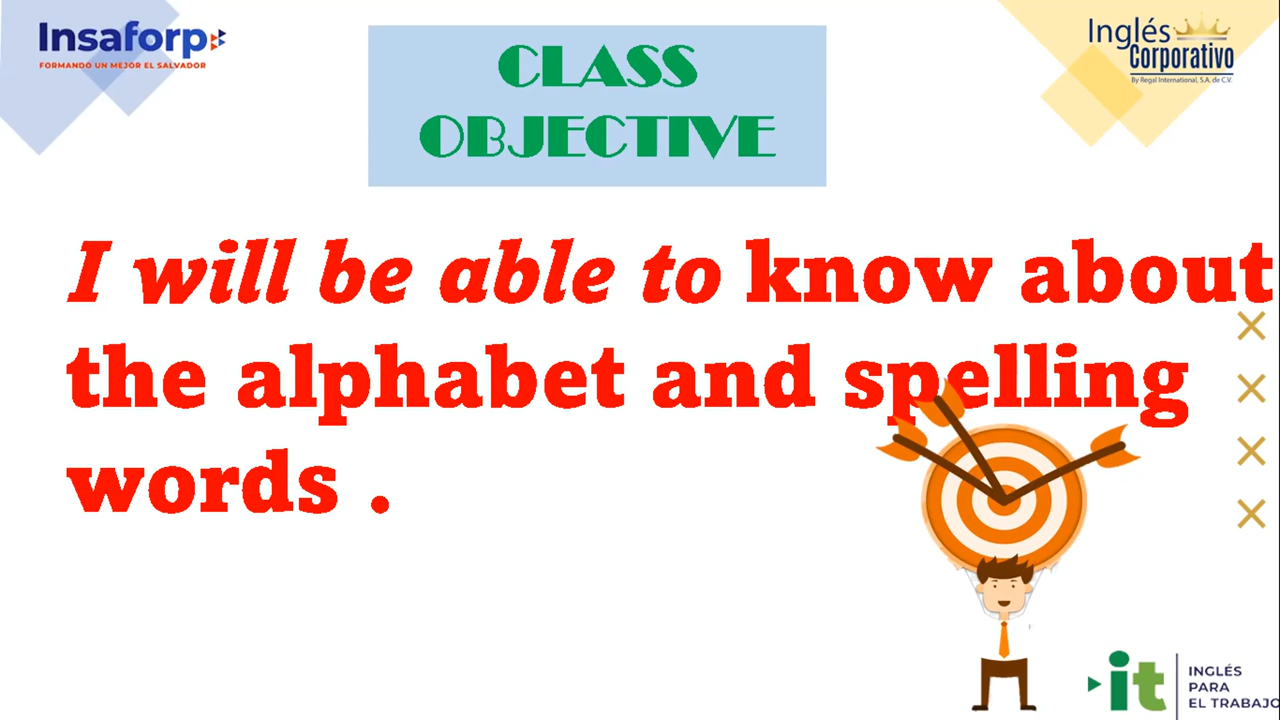 Insaforp
FORMANDO UN MEJOR EL SALVADOR
CLASS
OBJECTIVE
Inglés
Corporativo
By Regal International, S.A. de C.V.
I will be able to know about
the alphabet and spelling
words .
it
INGLÉS
PARA
EL TRABAJO